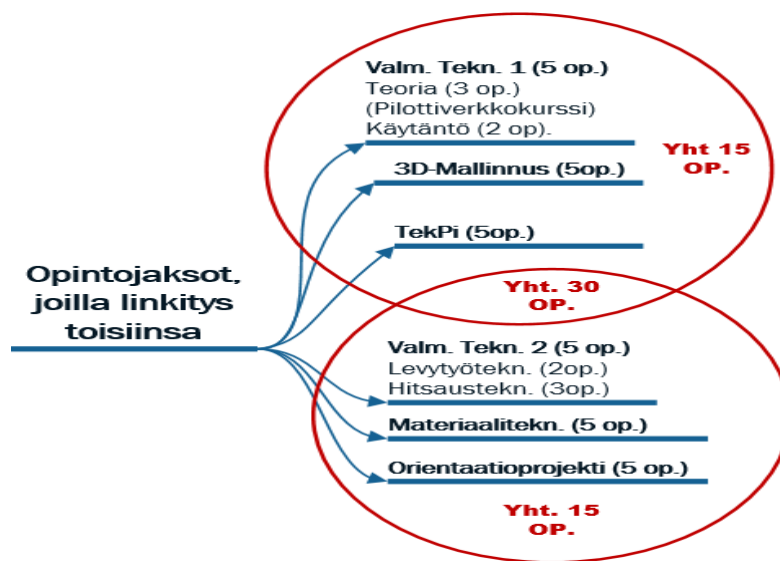 Valm. Tekn. 1 (5 op.)
Teoria (3 op.)
(Pilottiverkkokurssi)
Käytäntö (2 op).
Yht 15
OP.
3D-Mallinnus (5op.)
TekPi (5op.)
Opintojaksot,
joilla linkitys
toisiinsa
Yht. 30
OP.
Valm. Tekn. 2 (5 op.)
Levytyötekn. (2op.)
Hitsaustekn. (3op.)
Materiaalitekn. (5 op.)
Orientaatioprojekti (5 op.)
Yht. 15
OP.